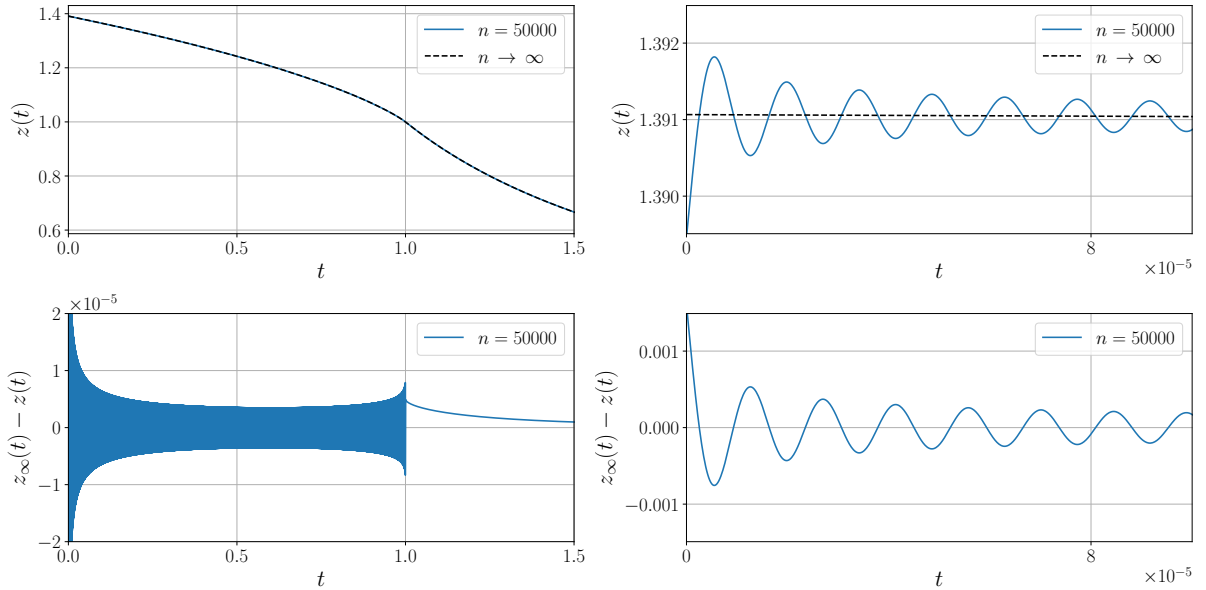 1.4
1.2
1.0
0.8
0.6
z(t)
n = 50000
n → ∞
0.0
0.5
1.0
1.5
t
1.392
1.391
1.390
z(t)
n = 50000
n → ∞
0
8
×10⁻⁵
t
×10⁻⁵
2
1
0
−1
−2
z∞(t) − z(t)
n = 50000
0.0
0.5
1.0
1.5
t
0.001
0.000
−0.001
z∞(t) − z(t)
n = 50000
0
8
×10⁻⁵
t